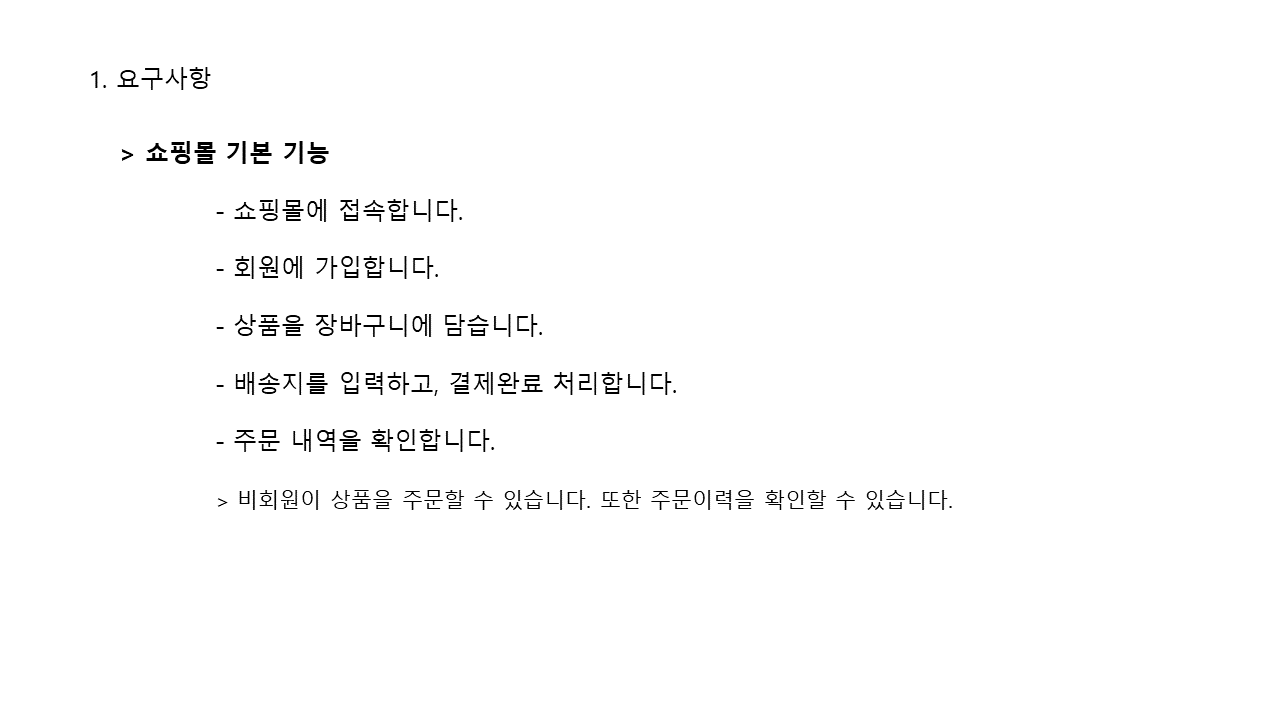 1. 요구사항
> 쇼핑몰 기본 기능
- 쇼핑몰에 접속합니다.
- 회원에 가입합니다.
- 상품을 장바구니에 담습니다.
- 배송지를 입력하고, 결제완료 처리합니다.
- 주문 내역을 확인합니다.
> 비회원이 상품을 주문할 수 있습니다. 또한 주문이력을 확인할 수 있습니다.